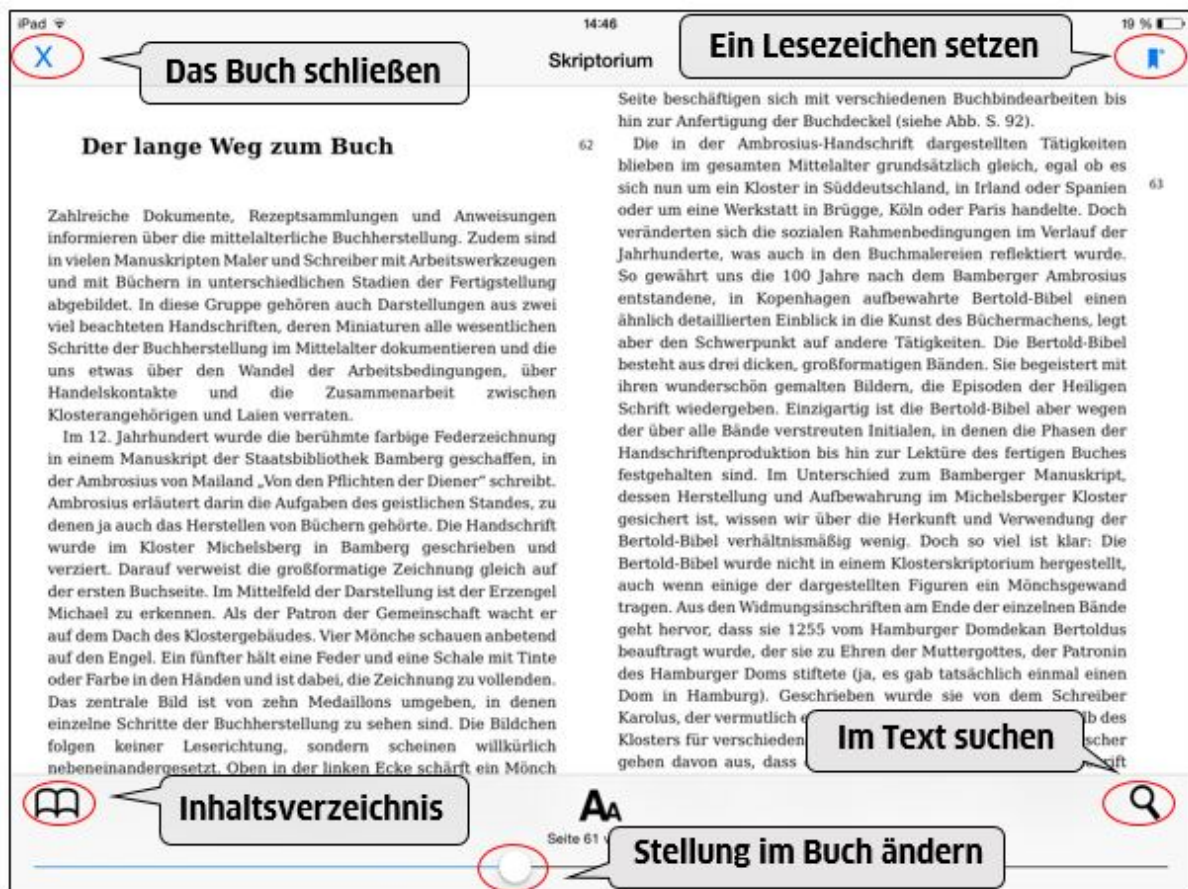 iPad
14:46
19 %
X
Das Buch schließen
Skriptorium
Ein Lesezeichen setzen
Der lange Weg zum Buch
62
Zahlreiche Dokumente, Rezeptsammlungen und Anweisungen
informieren über die mittelalterliche Buchherstellung. Zudem sind
in vielen Manuskripten Maler und Schreiber mit Arbeitswerkzeugen
und mit Büchern in unterschiedlichen Stadien der Fertigstellung
abgebildet. In diese Gruppe gehören auch Darstellungen aus zwei
viel beachteten Handschriften, deren Miniaturen alle wesentlichen
Schritte der Buchherstellung im Mittelalter dokumentieren und die
uns etwas über den Wandel der Arbeitsbedingungen, über
Handelskontakte und die Zusammenarbeit zwischen
Klosterangehörigen und Laien verraten.
Im 12. Jahrhundert wurde die berühmte farbige Federzeichnung
in einem Manuskript der Staatsbibliothek Bamberg geschaffen, in
der Ambrosius von Mailand „Von den Pflichten der Diener“ schreibt.
Ambrosius erläutert darin die Aufgaben des geistlichen Standes, zu
denen ja auch das Herstellen von Büchern gehörte. Die Handschrift
wurde im Kloster Michelsberg in Bamberg geschrieben und
verziert. Darauf verweist die großformatige Zeichnung gleich auf
der ersten Buchseite. Im Mittelfeld der Darstellung ist der Erzengel
Michael zu erkennen. Als der Patron der Gemeinschaft wacht er
auf dem Dach des Klostergebäudes. Vier Mönche schauen anbetend
auf den Engel. Ein fünfter hält eine Feder und eine Schale mit Tinte
oder Farbe in den Händen und ist dabei, die Zeichnung zu vollenden.
Das zentrale Bild ist von zehn Medaillons umgeben, in denen
einzelne Schritte der Buchherstellung zu sehen sind. Die Bildchen
folgen keiner Leserichtung, sondern scheinen willkürlich
nebeneinandergesetzt. Oben in der linken Ecke schärft ein Mönch
Seite beschäftigen sich mit verschiedenen Buchbindearbeiten bis
hin zur Anfertigung der Buchdeckel (siehe Abb. S. 92).
Die in der Ambrosius-Handschrift dargestellten Tätigkeiten
blieben im gesamten Mittelalter grundsätzlich gleich, egal ob es
sich nun um ein Kloster in Süddeutschland, in Irland oder Spanien
63
oder um eine Werkstatt in Brügge, Köln oder Paris handelte. Doch
veränderten sich die sozialen Rahmenbedingungen im Verlauf der
Jahrhunderte, was auch in den Buchmalereien reflektiert wurde.
So gewährt uns die 100 Jahre nach dem Bamberger Ambrosius
entstandene, in Kopenhagen aufbewahrte Bertold-Bibel einen
ähnlich detaillierten Einblick in die Kunst des Büchermachens, legt
aber den Schwerpunkt auf andere Tätigkeiten. Die Bertold-Bibel
besteht aus drei dicken, großformatigen Bänden. Sie begeistert mit
ihren wunderschön gemalten Bildern, die Episoden der Heiligen
Schrift wiedergeben. Einzigartig ist die Bertold-Bibel aber wegen
der über alle Bände verstreuten Initialen, in denen die Phasen der
Handschriftenproduktion bis hin zur Lektüre des fertigen Buches
festgehalten sind. Im Unterschied zum Bamberger Manuskript,
dessen Herstellung und Aufbewahrung im Michelsberger Kloster
gesichert ist, wissen wir über die Herkunft und Verwendung der
Bertold-Bibel verhältnismäßig wenig. Doch so viel ist klar: Die
Bertold-Bibel wurde nicht in einem Klosterskriptorium hergestellt,
auch wenn einige der dargestellten Figuren ein Mönchsgewand
tragen. Aus den Widmungsinschriften am Ende der einzelnen Bände
geht hervor, dass sie 1255 vom Hamburger Domdekan Bertoldus
beauftragt wurde, der sie zu Ehren der Muttergottes, der Patronin
des Hamburger Doms stiftete (ja, es gab tatsächlich einmal einen
Dom in Hamburg). Geschrieben wurde sie von dem Schreiber
Karolus, der vermutlich des
Klosters für
gehen davon aus, dass
Im Text suchen
Inhaltsverzeichnis
AA
Seite 61
Stellung im Buch ändern